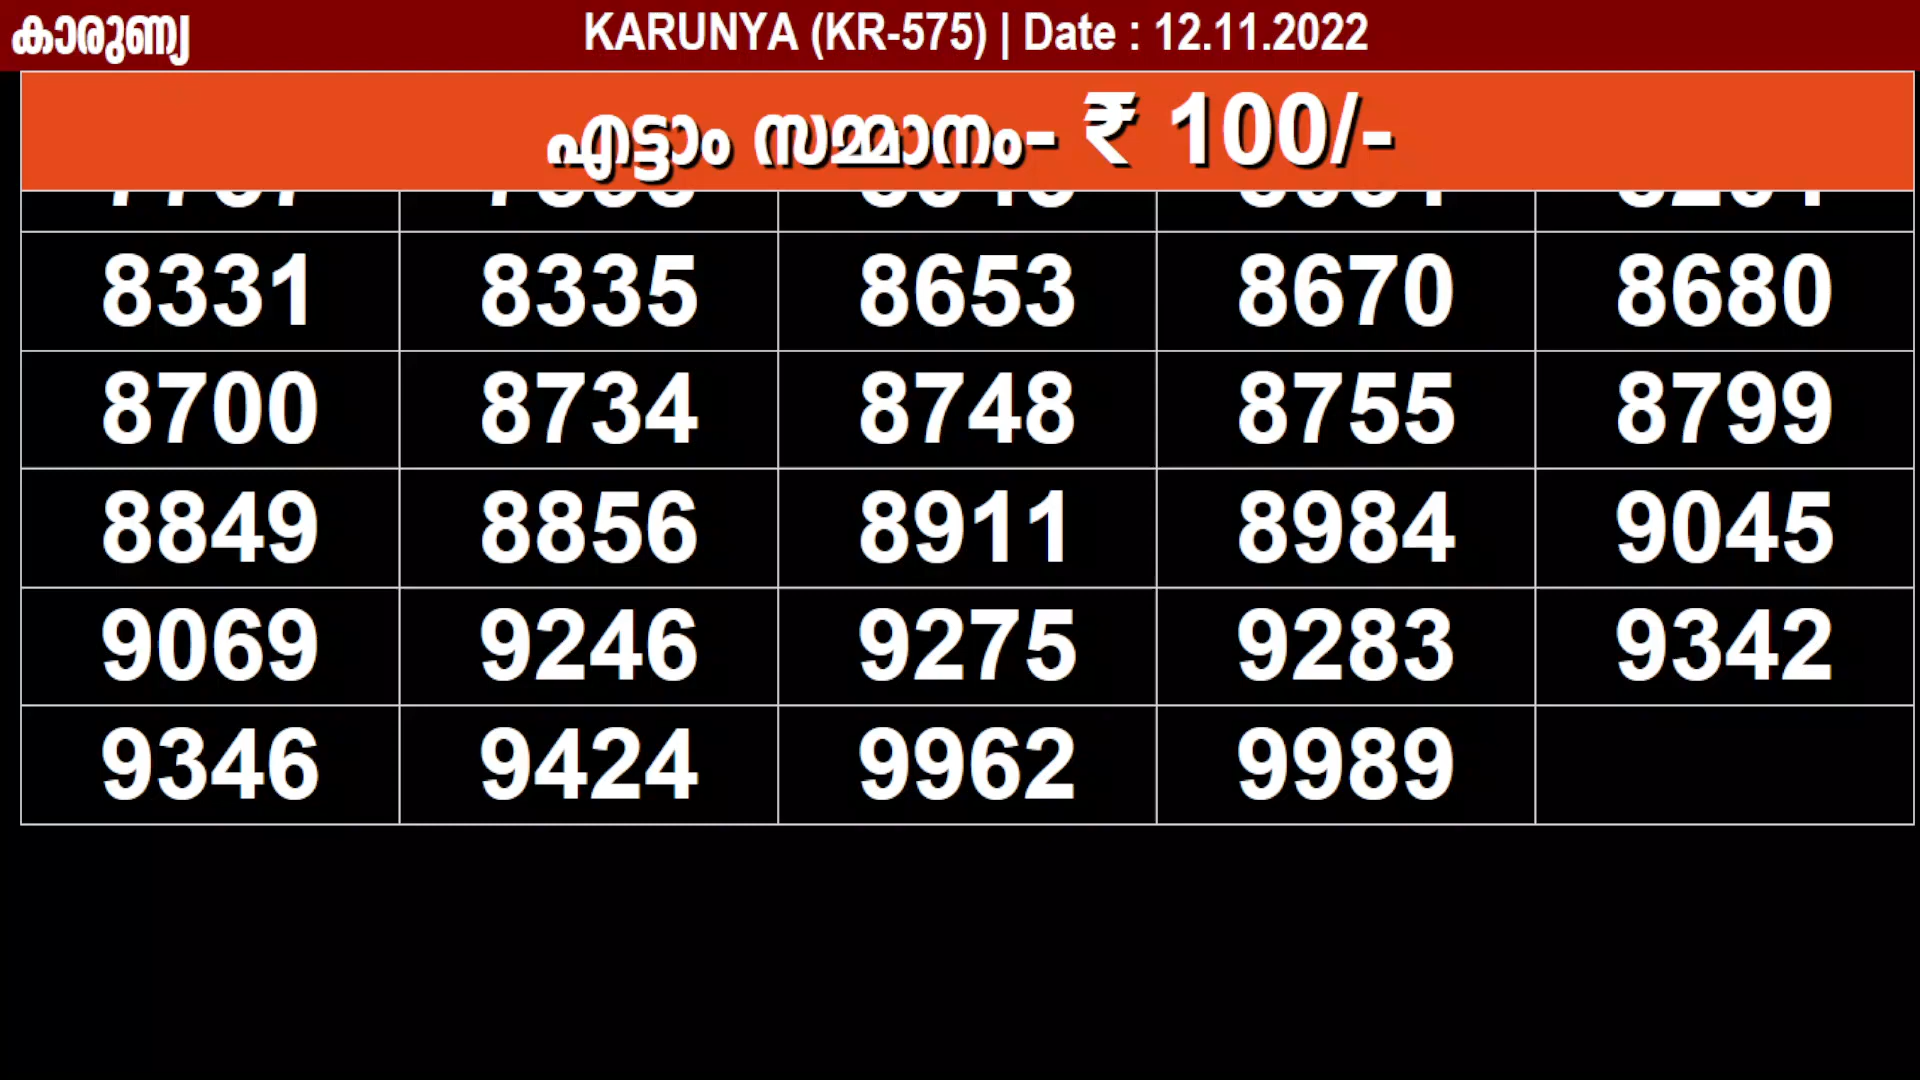 കാരുണ്യ KARUNYA (KR-575) | Date : 12.11.2022
എട്ടാം സമ്മാനം- ₹ 100/-
8331 8335 8653 8670 8680
8700 8734 8748 8755 8799
8849 8856 8911 8984 9045
9069 9246 9275 9283 9342
9346 9424 9962 9989